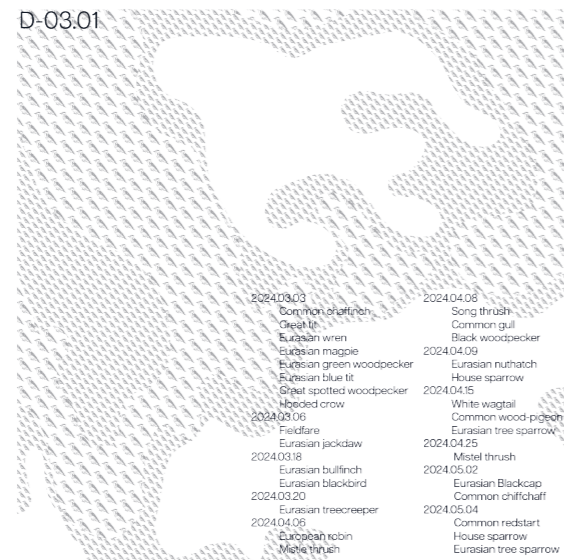 D-03.01
2024.03.03
Common chaffinch
Great tit
Eurasian wren
Eurasian magpie
Eurasian green woodpecker
Eurasian blue tit
Great spotted woodpecker
Hooded crow
2024.03.06
Fieldfare
Eurasian jackdaw
2024.03.18
Eurasian bullfinch
Eurasian blackbird
2024.03.20
Eurasian treecreeper
2024.04.06
European robin
Mistle thrush
2024.04.08
Song thrush
Common gull
Black woodpecker
2024.04.09
Eurasian nuthatch
House sparrow
2024.04.15
White wagtail
Common wood-pigeon
Eurasian tree sparrow
2024.04.25
Mistel thrush
2024.05.02
Eurasian Blackcap
Common chiffchaff
2024.05.04
Common redstart
House sparrow
Eurasian tree sparrow